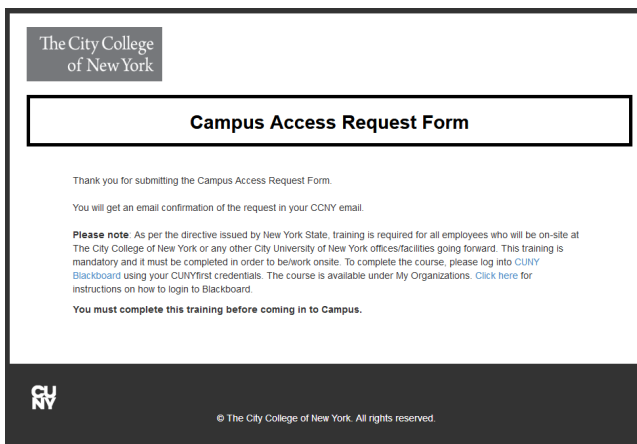 The City College
of New York
Campus Access Request Form
Thank you for submitting the Campus Access Request Form.
You will get an email confirmation of the request in your CCNY email.
Please note: As per the directive issued by New York State, training is required for all employees who will be on-site at
The City College of New York or any other City University of New York offices/facilities going forward. This training is
mandatory and it must be completed in order to be/work onsite. To complete the course, please log into CUNY
Blackboard using your CUNYfirst credentials. The course is available under My Organizations. Click here for
instructions on how to login to Blackboard.
You must complete this training before coming in to Campus.
CU
NY
© The City College of New York. All rights reserved.